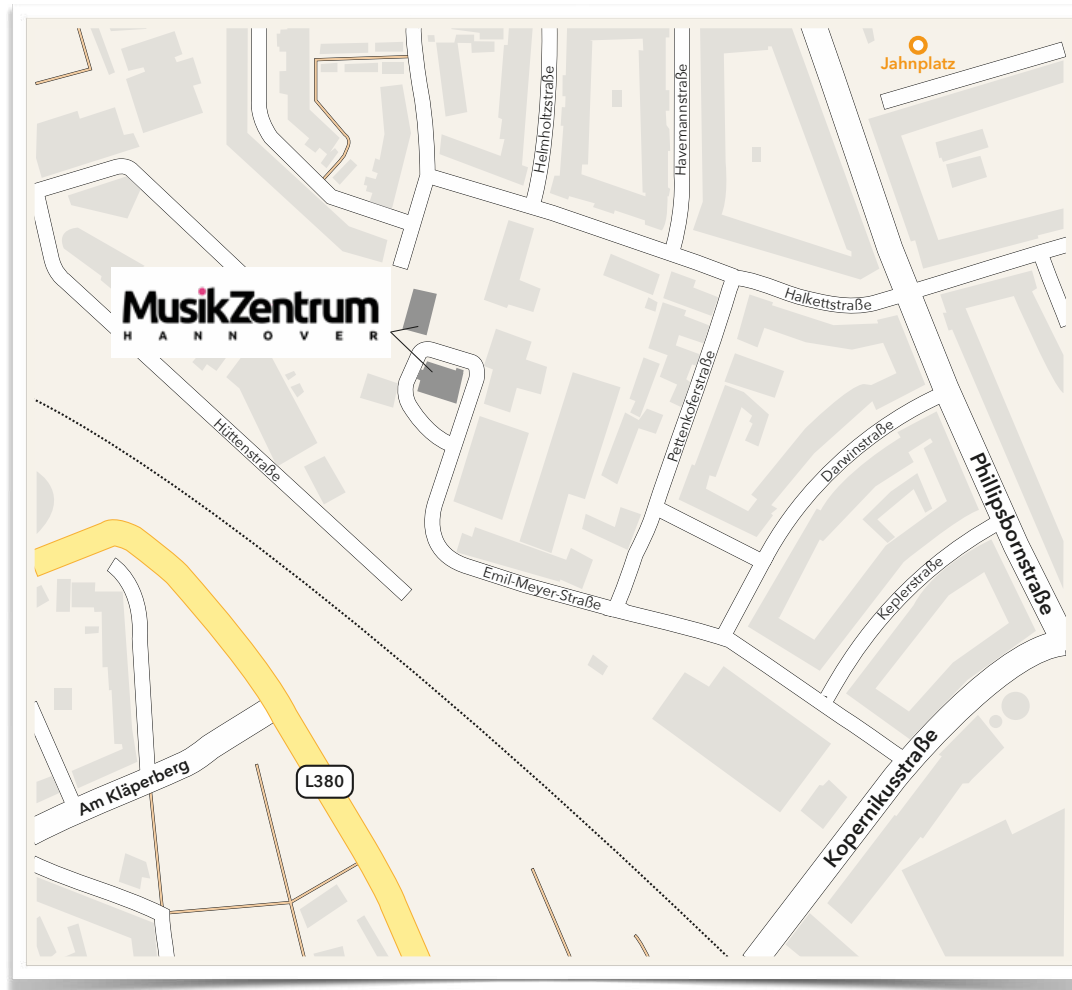 Jahnplatz
Helmholtzstraße
Havemannstraße
MusikZentrum
HANNOVER
Halkettstraße
Pettenkoferstraße
Hüttenstraße
Darwinstraße
Phillipsbornstraße
Emil-Meyer-Straße
Keplerstraße
L380
Am Kläperberg
Kopernikusstraße